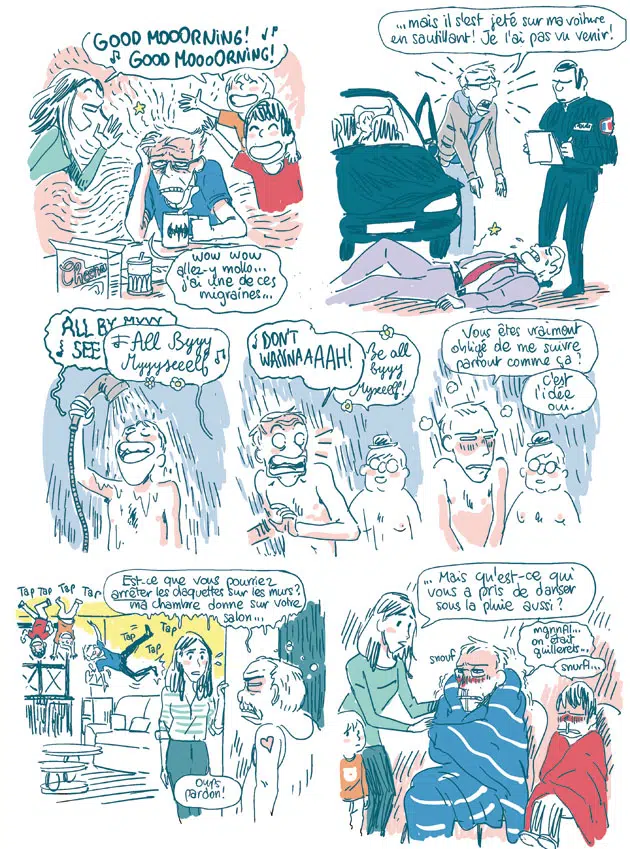 GOOD MOOORNING!
GOOD MOOOORNING!
WOW WOW
allez-y mollo...
j'ai une de ces
migraines...
Cheerios
...mais il s'est jeté sur ma voiture
en sautillant! Je l'ai pas vu venir!
POLICE
ALL BY MYYY
SEE
All Byyy
Myyyseeelf
DON'T
WANNAAAAH!
Be all
byyy
Myself!
Vous êtes vraiment
obligé de me suivre
partout comme ça?
C'est
l'idée
oui.
TAP TAP TAP TAP
TAP
TAP
TAP
Est-ce que vous pourriez
arrêter les claquettes sur les murs?
ma chambre donne sur votre
salon...
Oups
pardon!
... Mais qu'est-ce qui
vous a pris de danser
sous la pluie aussi?
snouf
mgnnfl...
on était
guillerets...
snurfl...